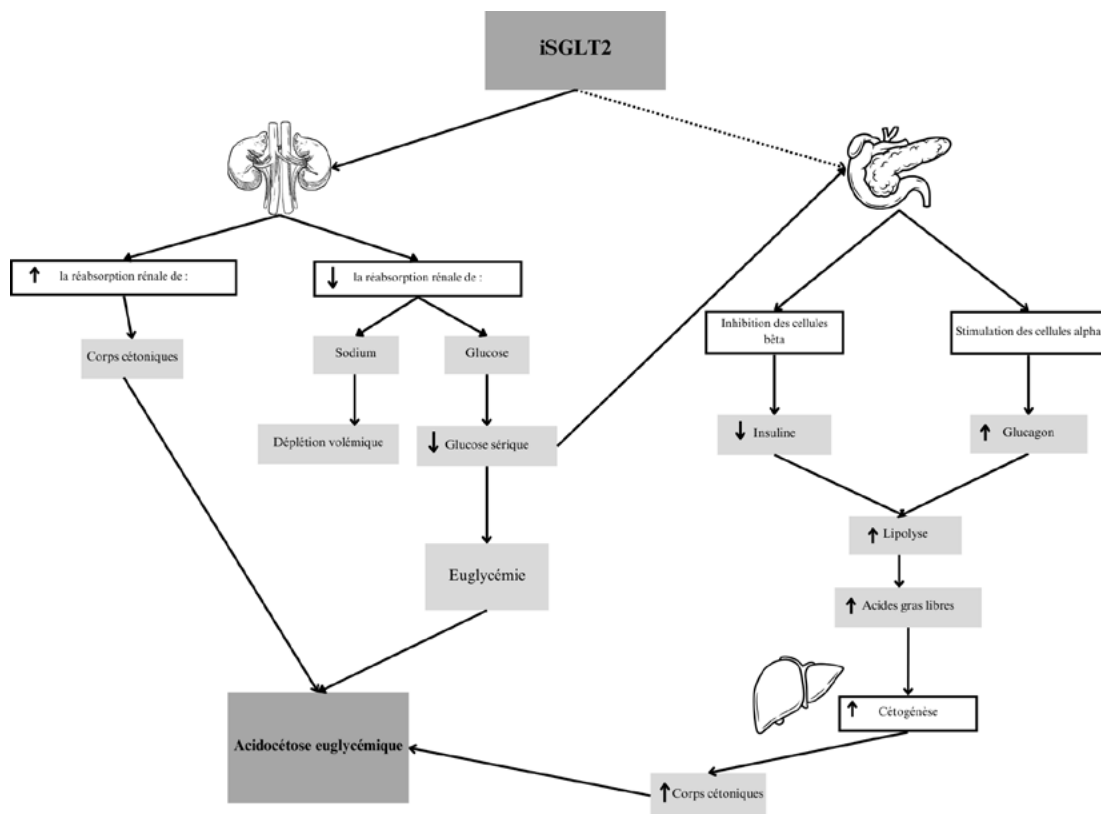 iSGLT2
↑ la réabsorption rénale de :
↓ la réabsorption rénale de :
Corps cétoniques
Sodium
Glucose
Déplétion volémique
↓ Glucose sérique
Euglycémie
Inhibition des cellules
bêta
Stimulation des cellules alpha
↓ Insuline
↑ Glucagon
↑ Lipolyse
↑ Acides gras libres
↑ Cétogénèse
↑ Corps cétoniques
Acidocétose euglycémique